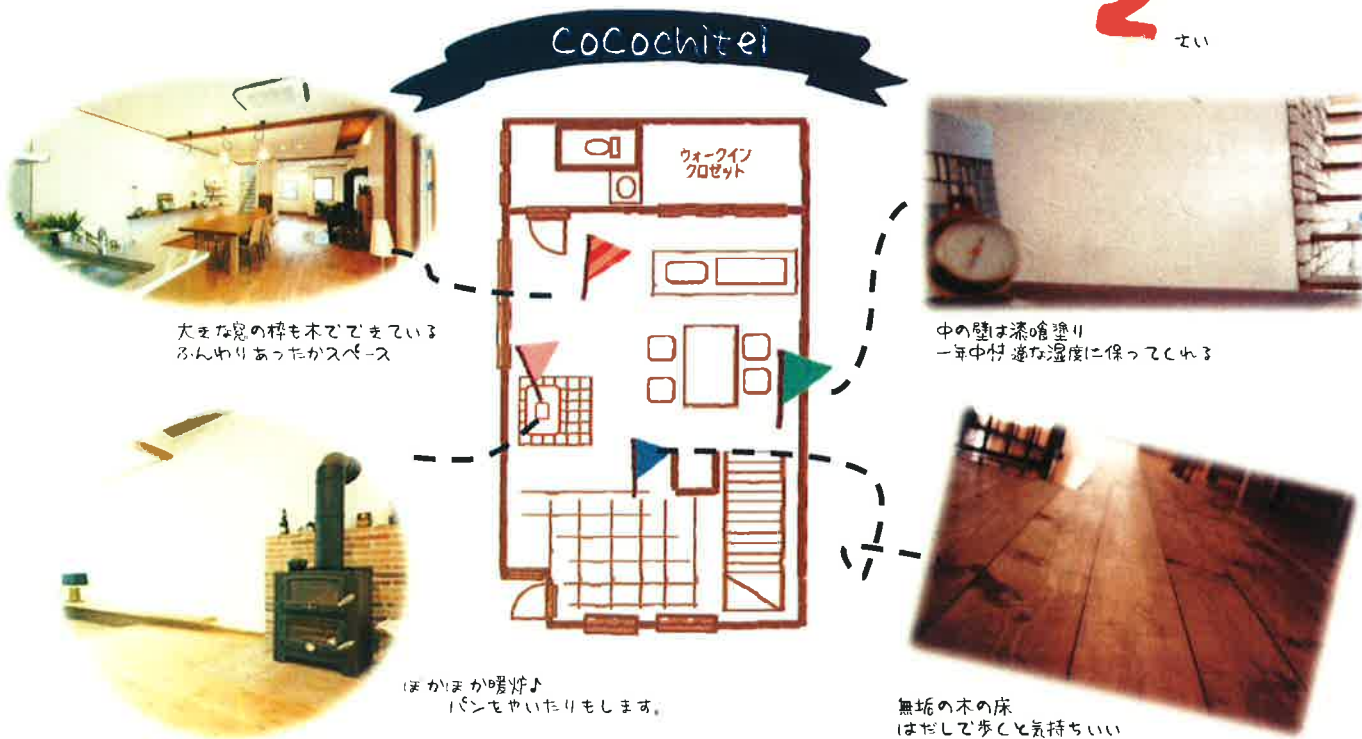 さい
CoCochitei
ウォークイン
クロゼット
大きな窓の枠も木でできている
ふんわりあったかスペース
中の壁は漆喰塗り
一年中快適な湿度に保ってくれる
ほかほか暖炉♪
パンをやいたりもします。
無垢の木の床
はだしで歩くと気持ちいい